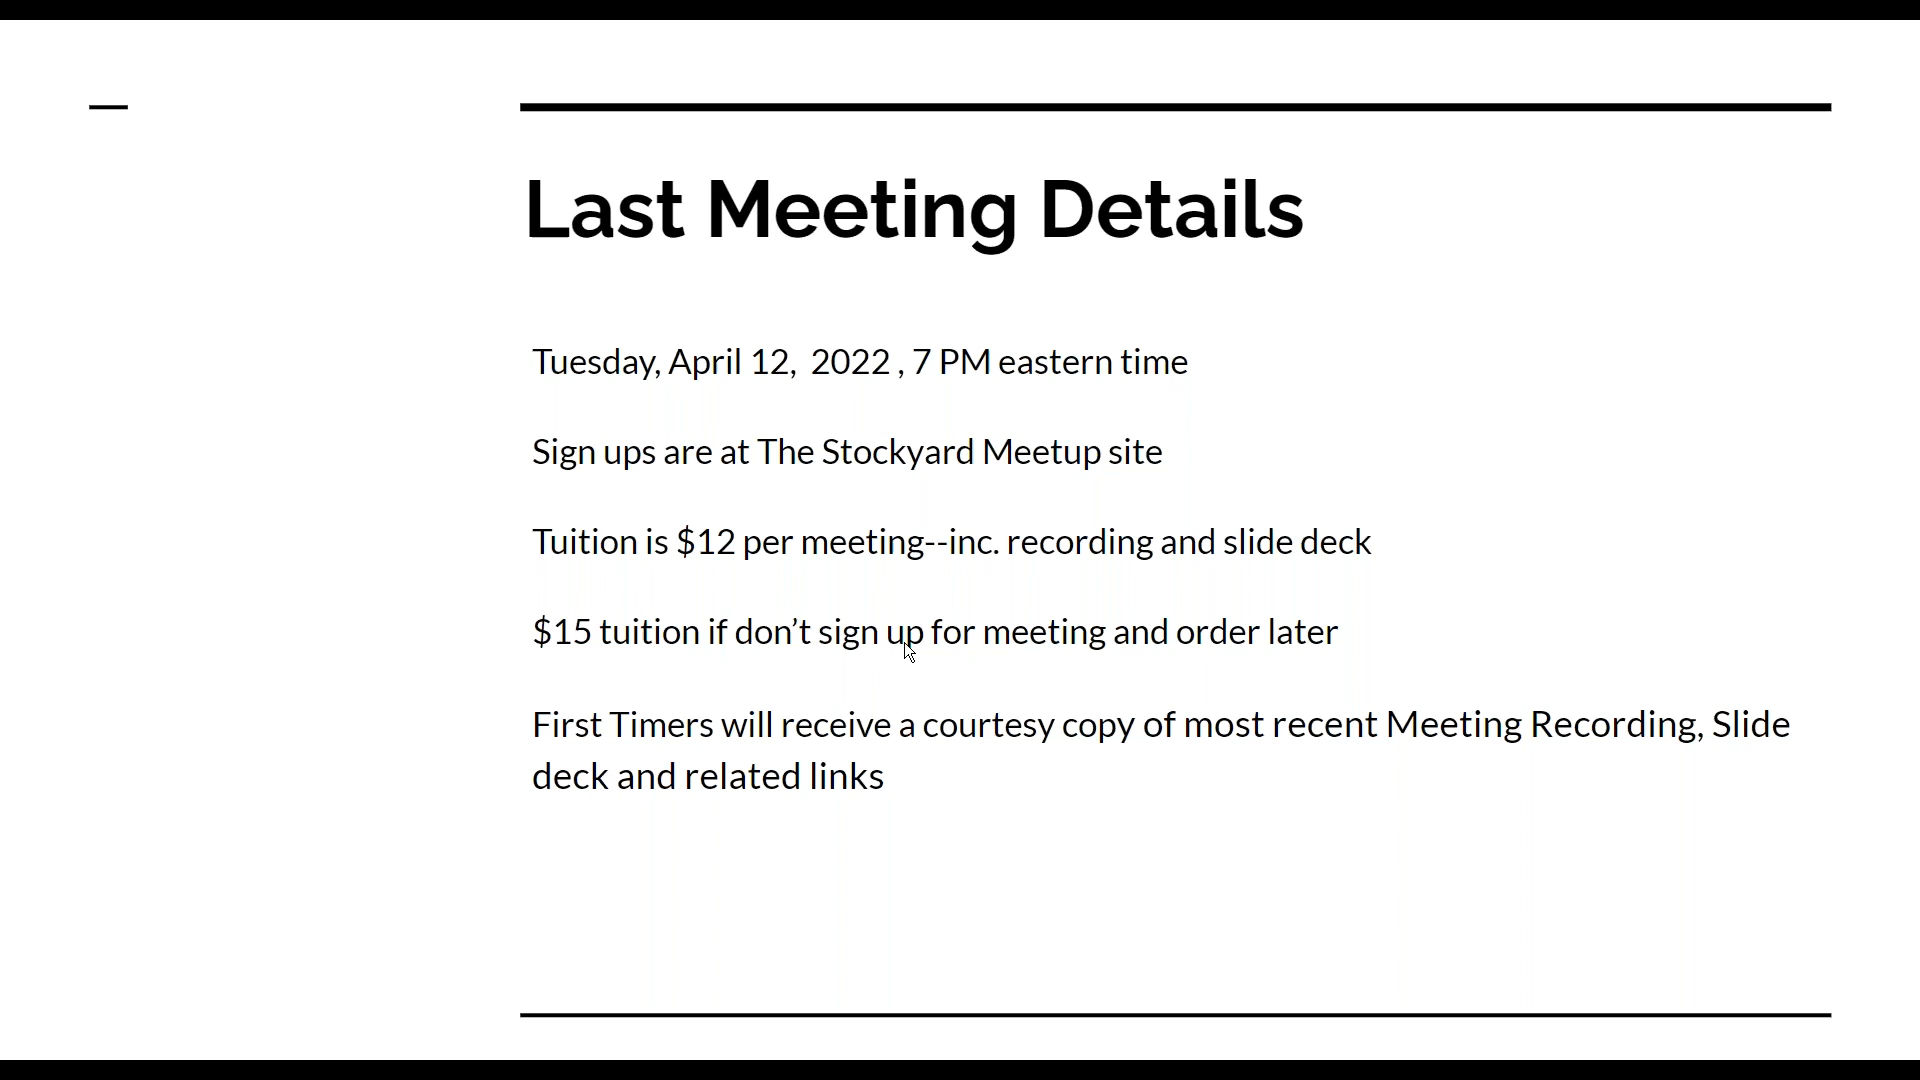 Last Meeting Details
Tuesday, April 12,  2022 , 7 PM eastern time
Sign ups are at The Stockyard Meetup site
Tuition is $12 per meeting--inc. recording and slide deck
$15 tuition if don’t sign up for meeting and order later
First Timers will receive a courtesy copy of most recent Meeting Recording, Slide
deck and related links